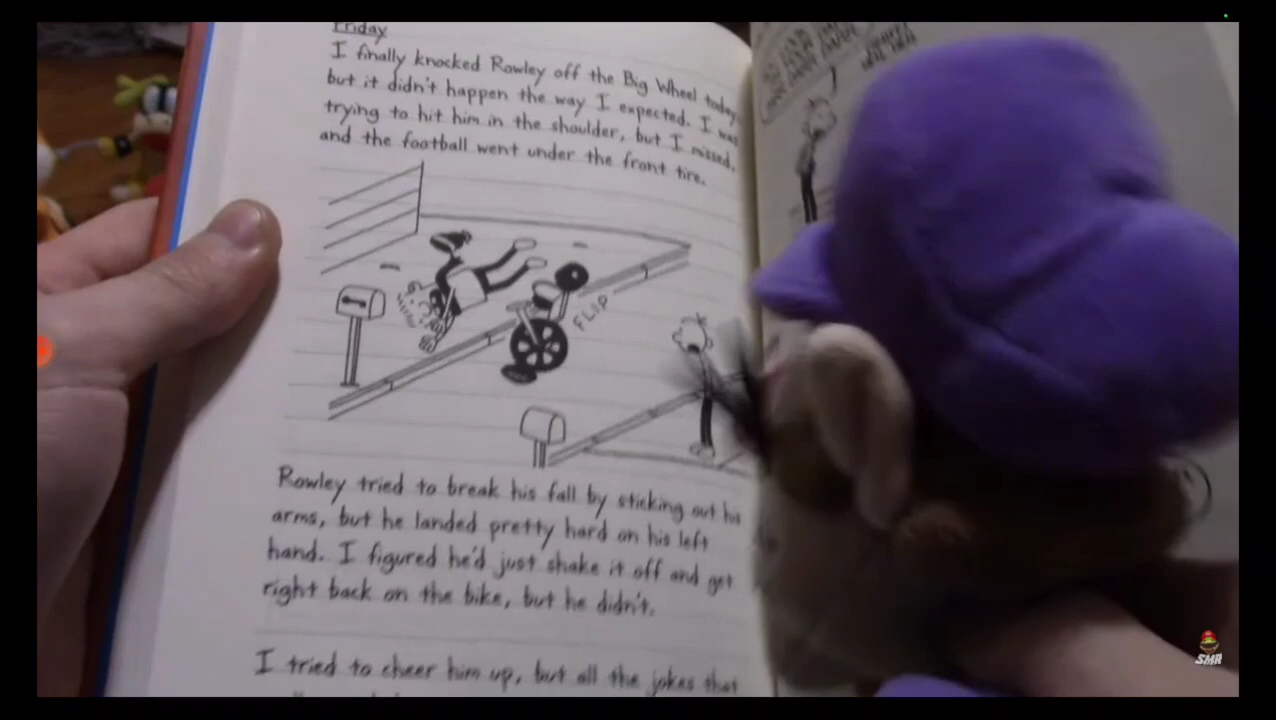 Friday
I finally knocked Rowley off the Big Wheel today,
but it didn't happen the way I expected. I was
trying to hit him in the shoulder, but I missed,
and the football went under the front tire.
FLIP
Rowley tried to break his fall by sticking out his
arms, but he landed pretty hard on his left
hand. I figured he'd just shake it off and get
right back on the bike, but he didn't.
I tried to cheer him up, but all the jokes that
SMR